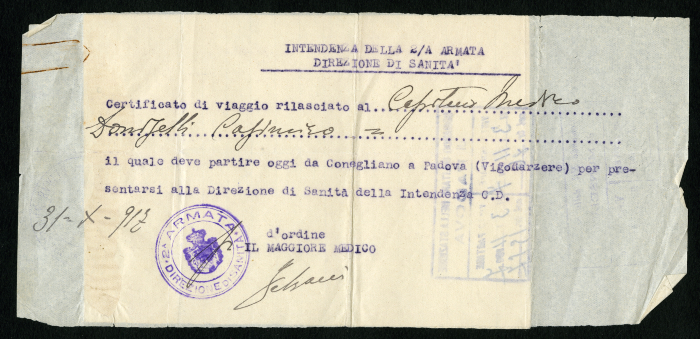 INTENDENZA DELLA 2/A ARMATA
DIREZIONE DI SANITA'
Certificato di viaggio rilasciato al Capitano Medico
Donizelli Casimiro
il quale deve partire oggi da Conegliano a Padova (Vigodarzere) per pre-
sentarsi alla Direzione di Sanità della Intendenza C.D.
31-X-917
d'ordine
IL MAGGIORE MEDICO
2ª ARMATA
DIREZIONE DI SANITÀ